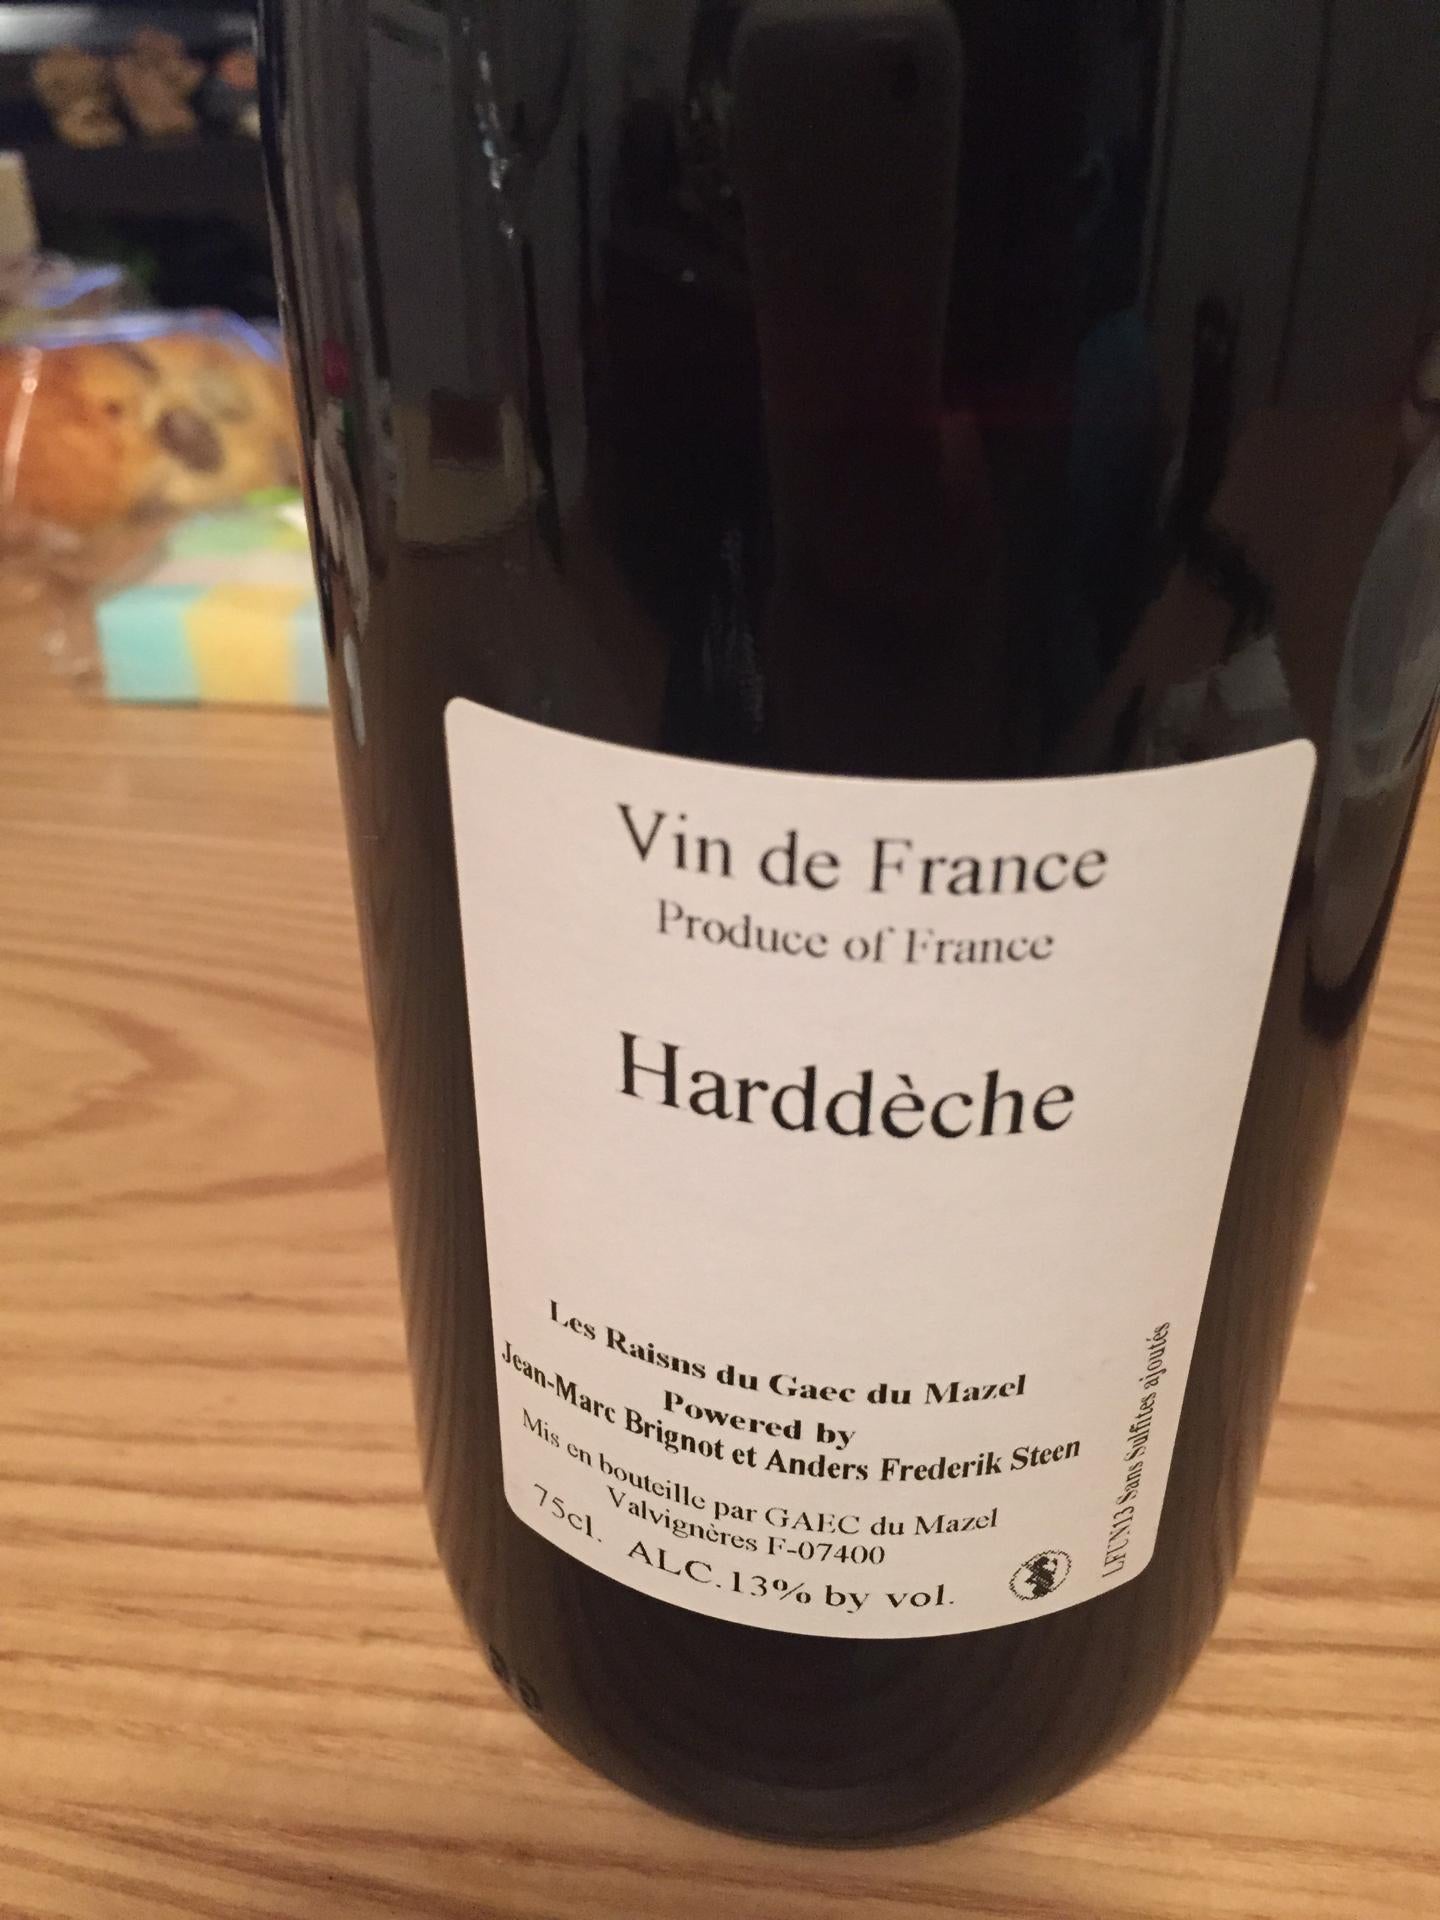 Vin de France
Produce of France
Harddèche
Les Raisns du Gaec du Mazel
Powered by
Jean-Marc Brignot et Anders Frederik Steen
Mis en bouteille par GAEC du Mazel
Valvignères F-07400
75cl. ALC.13% by vol.
LFUN13 Sans Sulfites ajoutés